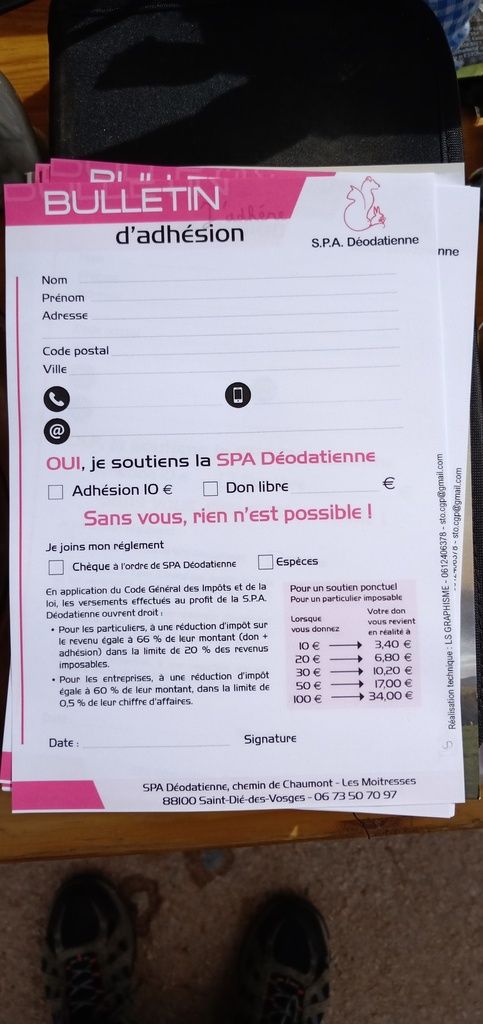 BULLETIN
d'adhésion
S.P.A. Déodatienne
nne
Nom
Prénom
Adresse
Code postal
Ville
@
OUI, je soutiens la SPA Déodatienne
Adhésion 10 €
Don libre €
Sans vous, rien n'est possible !
Je joins mon réglement
Chèque à l'ordre de SPA Déodatienne
Espèces
En application du Code Général des Impôts et de la
loi, les versements effectués au profit de la S.P.A.
Déodatienne ouvrent droit :
• Pour les particuliers, à une réduction d'impôt sur
le revenu égale à 66 % de leur montant (don +
adhésion) dans la limite de 20 % des revenus
imposables.
• Pour les entreprises, à une réduction d'impôt
égale à 60 % de leur montant, dans la limite de
0,5 % de leur chiffre d'affaires.
Pour un soutien ponctuel
Pour un particulier imposable
Lorsque
vous donnez
Votre don
vous revient
en réalité à
10 € 3,40 €
20 € 6,80 €
30 € 10,20 €
50 € 17,00 €
100 € 34,00 €
Date :
Signature
SPA Déodatienne, chemin de Chaumont - Les Moitresses
88100 Saint-Dié-des-Vosges - 06 73 50 70 97
Réalisation technique : LS GRAPHISME - 0612406378 - sto.cgp@gmail.com
sto.cgp@gmail.com